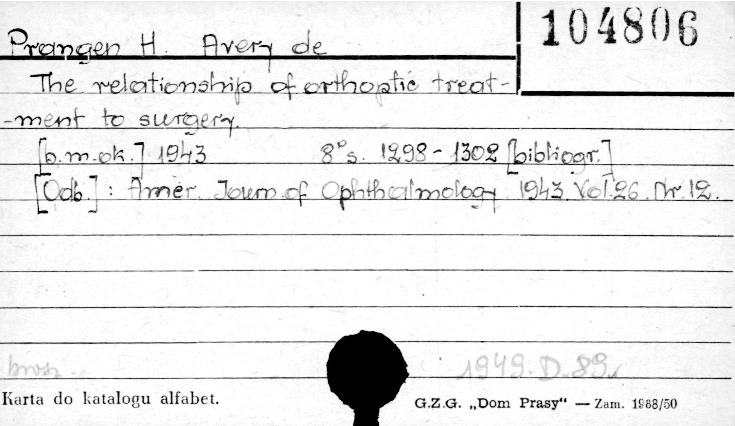 104806
Prangen H. Avery de
The relationship of orthoptic treat-
-ment to surgery.
[b.m.ok.] 1943 8°s. 1298-1302 [bibliogr.]
[Odb.]: Amer. Journ. of Ophthalmology 1943 Vol. 26. Nr. 12.
brosz.
1949.D.89.
Karta do katalogu alfabet.
G.Z.G. „Dom Prasy“ — Zam. 1988/50